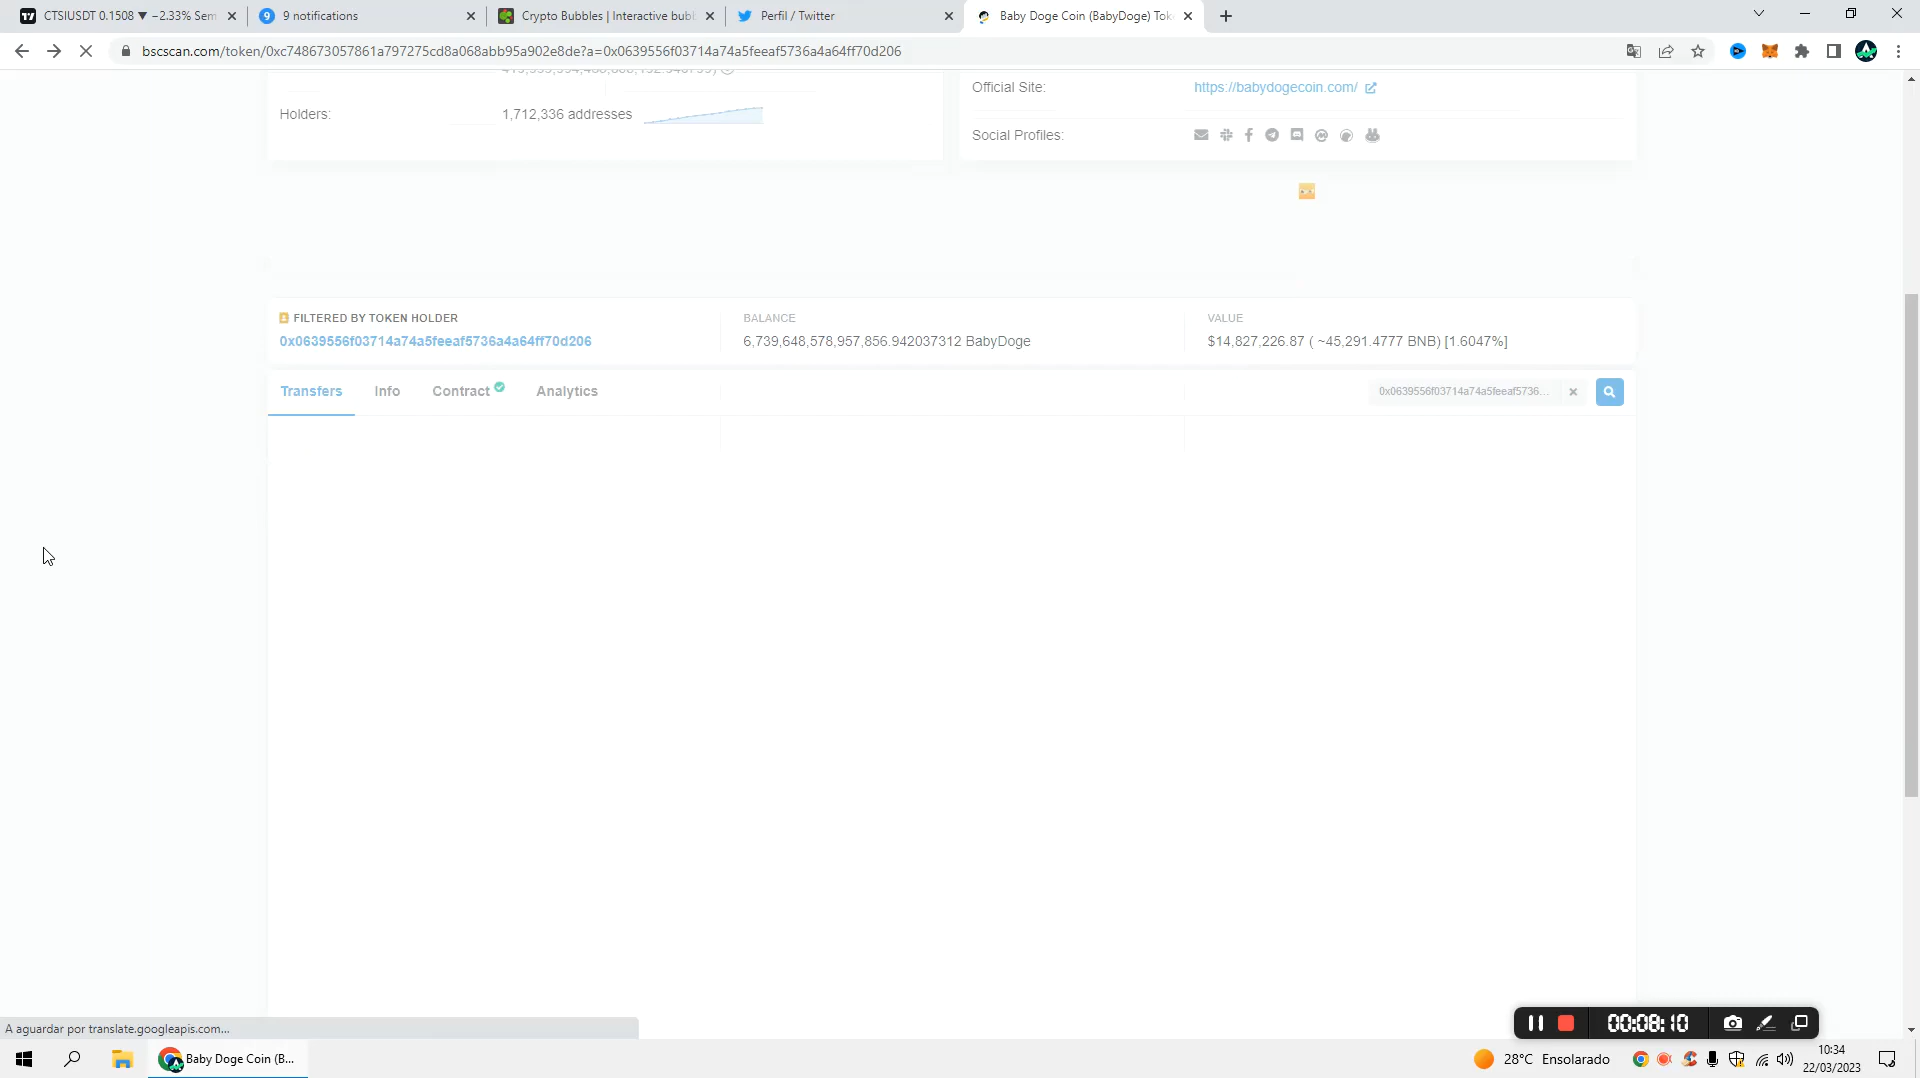 CTSIUSDT 0.1508 ▼ −2.33% Sem
9 notifications
Crypto Bubbles | Interactive bubl
Perfil / Twitter
Baby Doge Coin (BabyDoge) Tok
bscscan.com/token/0xc748673057861a797275cd8a068abb95a902e8de?a=0x0639556f03714a74a5feeaf5736a4a64ff70d206
Official Site:
https://babydogecoin.com/
Holders:
1,712,336 addresses
Social Profiles:
FILTERED BY TOKEN HOLDER
0x0639556f03714a74a5feeaf5736a4a64ff70d206
BALANCE
6,739,648,578,957,856.942037312 BabyDoge
VALUE
$14,827,226.87 ( ~45,291.4777 BNB) [1.6047%]
Transfers
Info
Contract
Analytics
0x0639556f03714a74a5feeaf5736...
A aguardar por translate.googleapis.com...
00:08:10
Baby Doge Coin (B...
28°C Ensolarado
10:34
22/03/2023